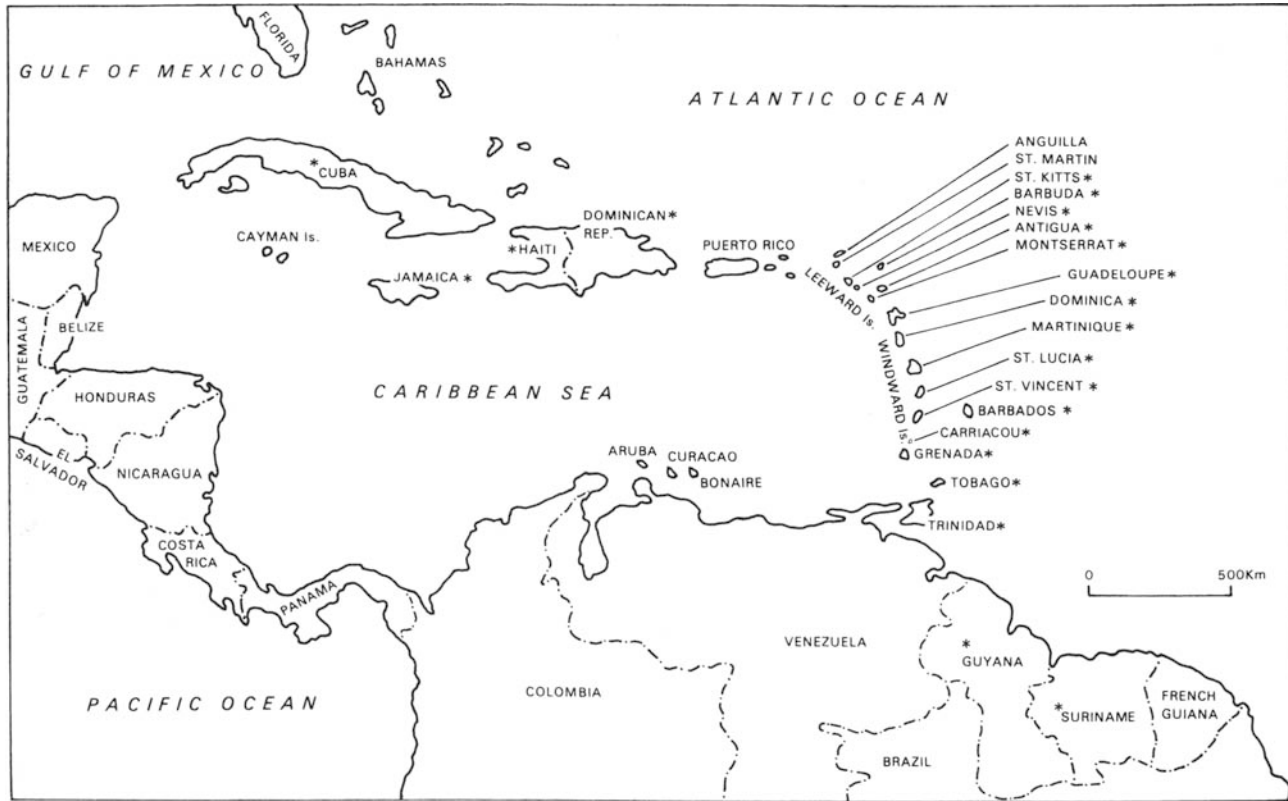 FLORIDA
GULF OF MEXICO
BAHAMAS
ATLANTIC OCEAN
ANGUILLA
ST. MARTIN
ST. KITTS *
BARBUDA *
NEVIS *
ANTIGUA *
MONTSERRAT *
GUADELOUPE *
DOMINICA *
MARTINIQUE *
ST. LUCIA *
ST. VINCENT *
BARBADOS *
CARRIACOU *
GRENADA *
TOBAGO *
TRINIDAD *
* CUBA
CAYMAN Is.
JAMAICA *
* HAITI
DOMINICAN *
REP.
PUERTO RICO
LEEWARD Is.
WINDWARD Is.
MEXICO
BELIZE
GUATEMALA
HONDURAS
EL
SALVADOR
NICARAGUA
COSTA
RICA
PANAMA
CARIBBEAN SEA
ARUBA
CURACAO
BONAIRE
0 500Km
VENEZUELA
COLOMBIA
* GUYANA
* SURINAME
FRENCH
GUIANA
BRAZIL
PACIFIC OCEAN